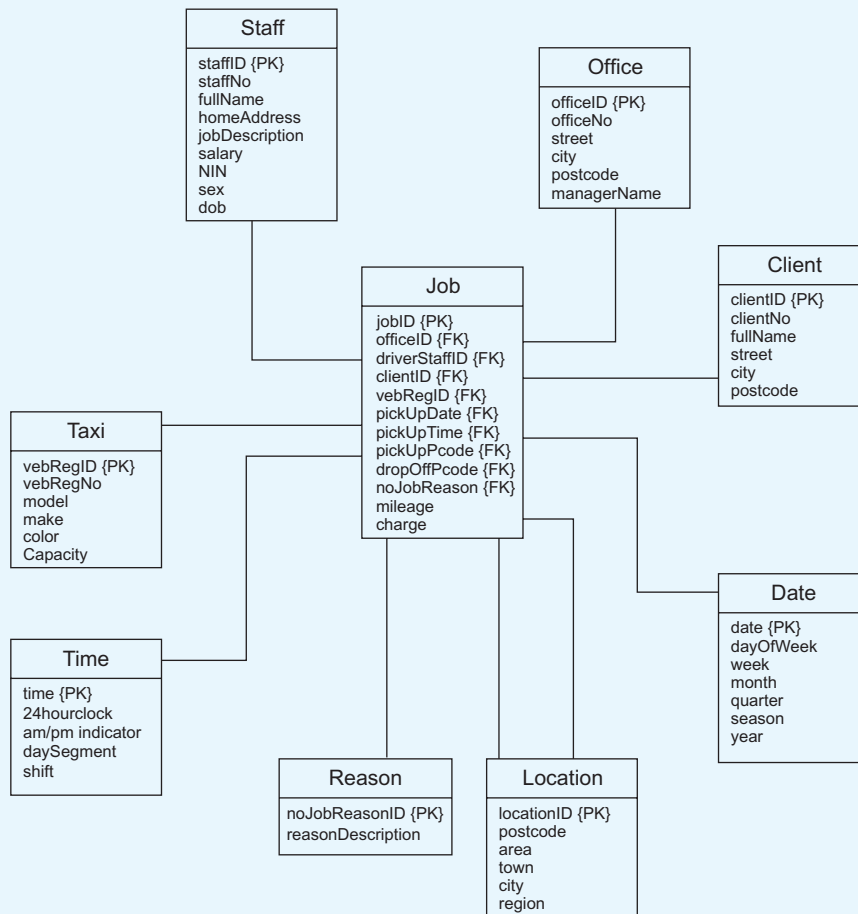 Staff
staffID {PK}
staffNo
fullName
homeAddress
jobDescription
salary
NIN
sex
dob
Office
officeID {PK}
officeNo
street
city
postcode
managerName
Client
clientID {PK}
clientNo
fullName
street
city
postcode
Job
jobID {PK}
officeID {FK}
driverStaffID {FK}
clientID {FK}
vebRegID {FK}
pickUpDate {FK}
pickUpTime {FK}
pickUpPcode {FK}
dropOffPcode {FK}
noJobReason {FK}
mileage
charge
Taxi
vebRegID {PK}
vebRegNo
model
make
color
Capacity
Date
date {PK}
dayOfWeek
week
month
quarter
season
year
Time
time {PK}
24hourclock
am/pm indicator
daySegment
shift
Reason
noJobReasonID {PK}
reasonDescription
Location
locationID {PK}
postcode
area
town
city
region